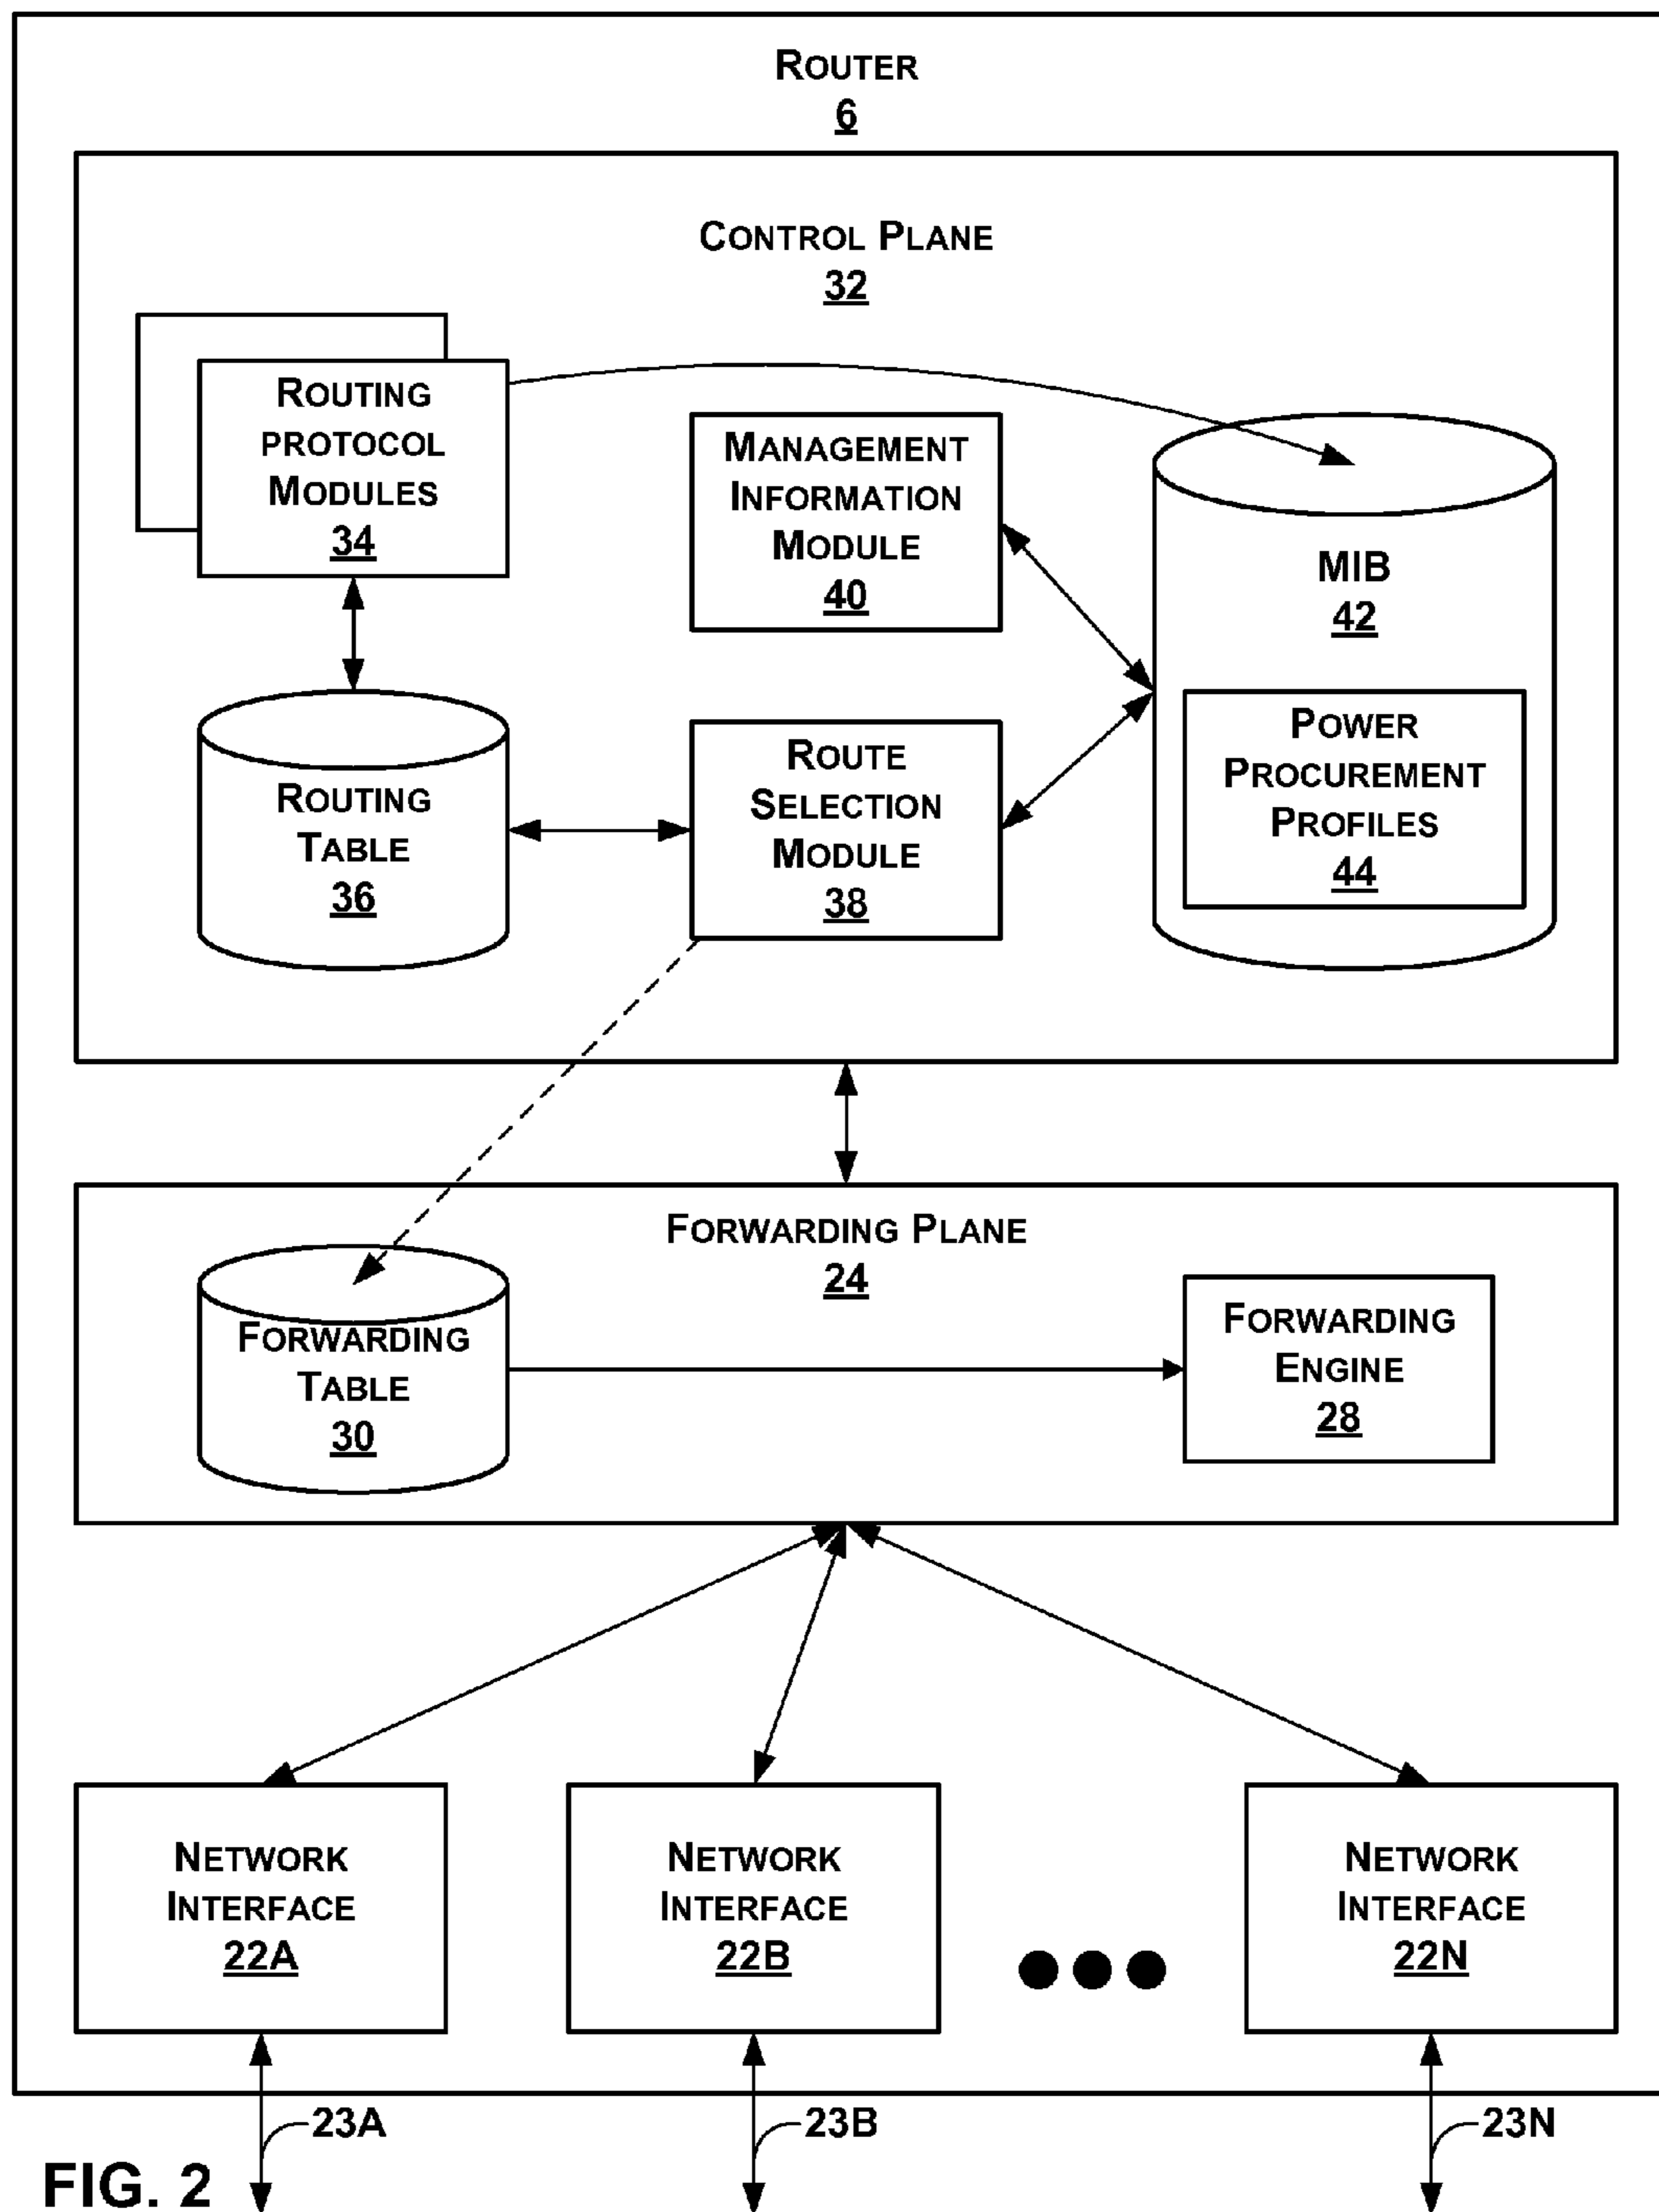 ROUTER
6
CONTROL PLANE
32
ROUTING
PROTOCOL
MODULES
34
MANAGEMENT
INFORMATION
MODULE
40
MIB
42
POWER
PROCUREMENT
PROFILES
44
ROUTING
TABLE
36
ROUTE
SELECTION
MODULE
38
FORWARDING PLANE
24
FORWARDING
TABLE
30
FORWARDING
ENGINE
28
NETWORK
INTERFACE
22A
NETWORK
INTERFACE
22B
NETWORK
INTERFACE
22N
23A
23B
23N
FIG. 2